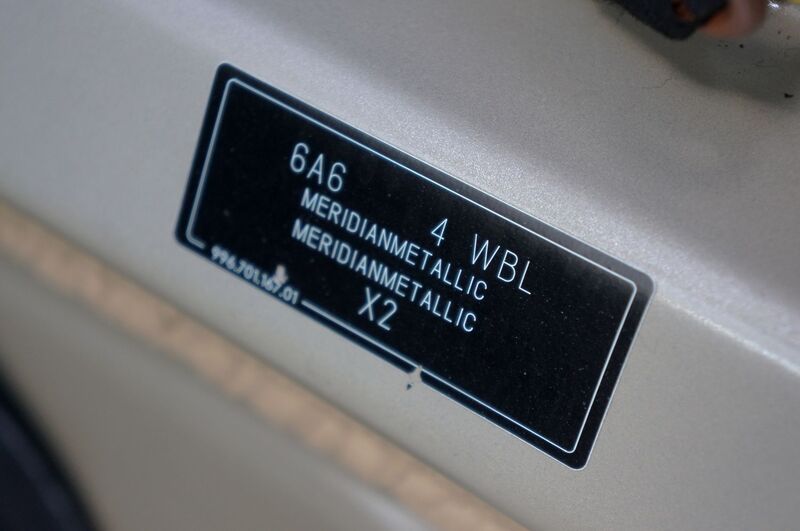 6A6 4 WBL
MERIDIANMETALLIC
MERIDIANMETALLIC
X2
996.701.167.01